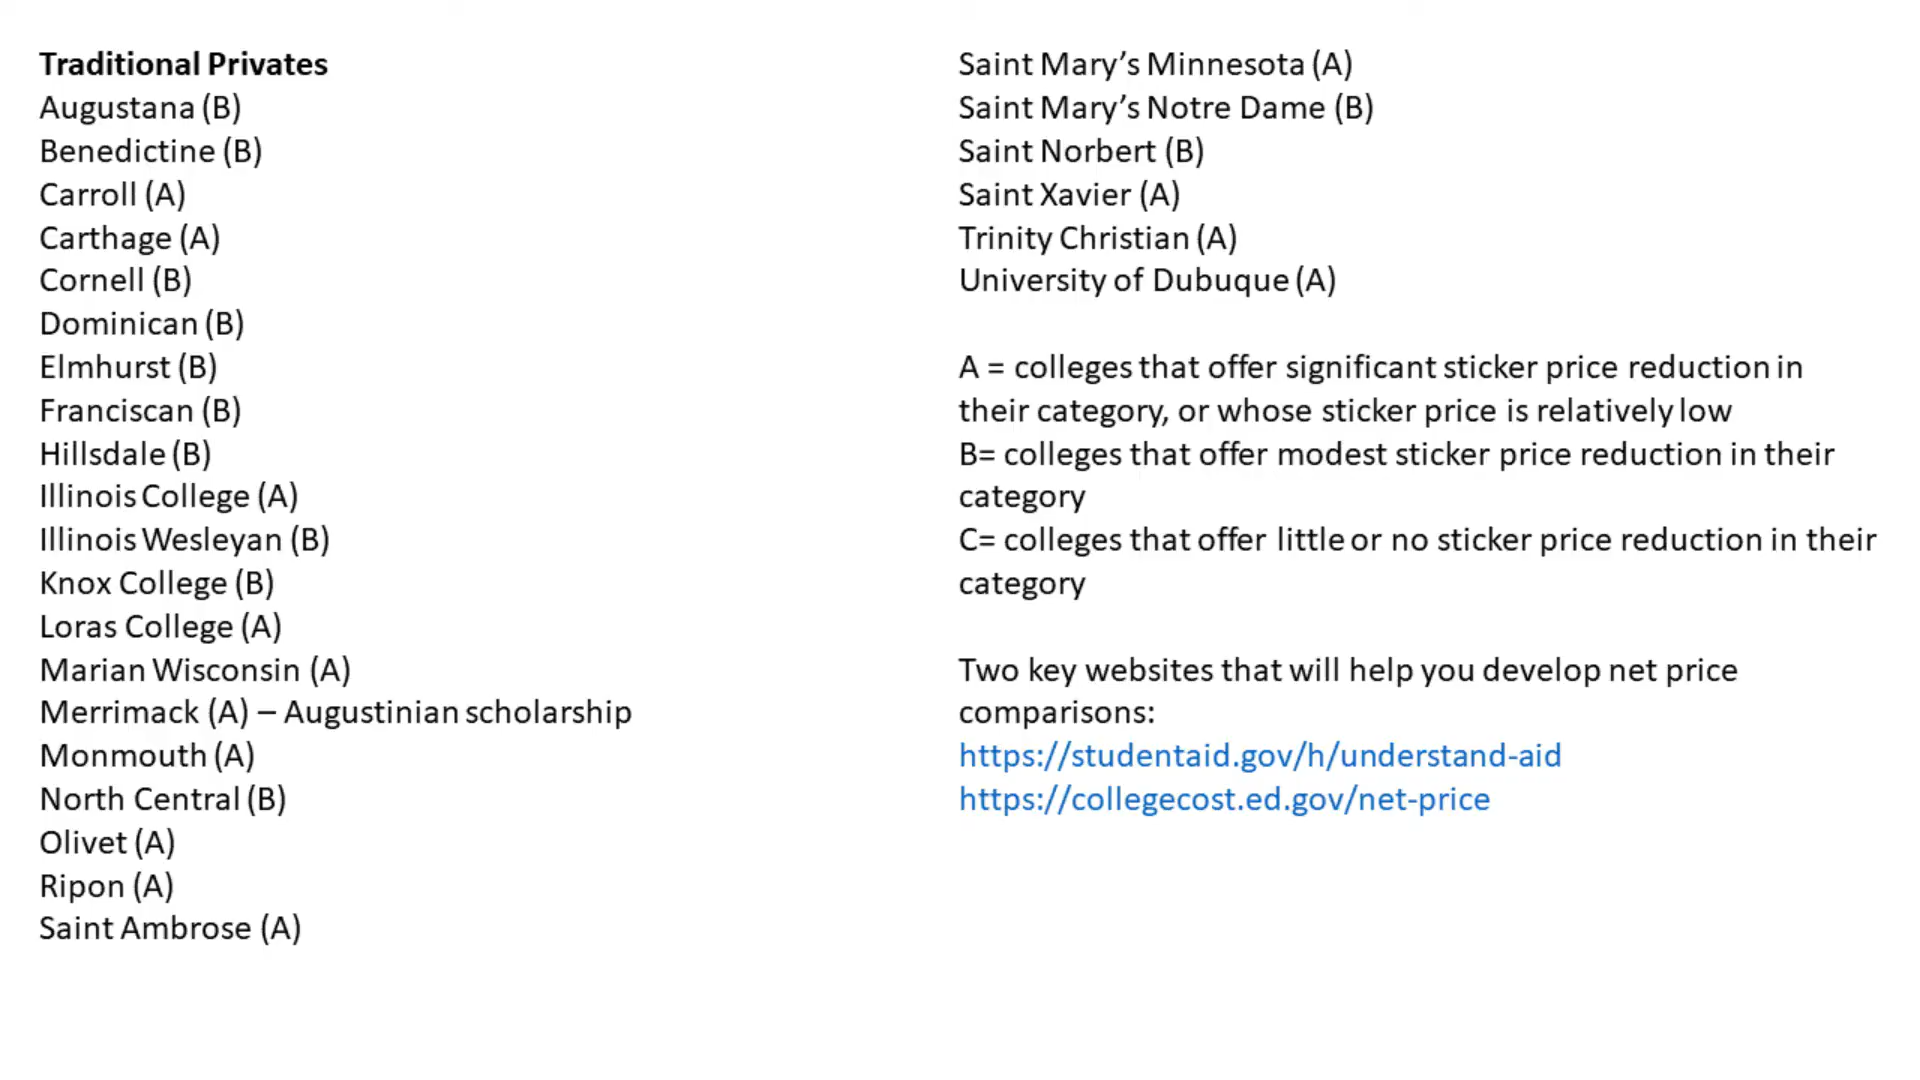 Traditional Privates
Augustana (B)
Benedictine (B)
Carroll (A)
Carthage (A)
Cornell (B)
Dominican (B)
Elmhurst (B)
Franciscan (B)
Hillsdale (B)
Illinois College (A)
Illinois Wesleyan (B)
Knox College (B)
Loras College (A)
Marian Wisconsin (A)
Merrimack (A) – Augustinian scholarship
Monmouth (A)
North Central (B)
Olivet (A)
Ripon (A)
Saint Ambrose (A)
Saint Mary’s Minnesota (A)
Saint Mary’s Notre Dame (B)
Saint Norbert (B)
Saint Xavier (A)
Trinity Christian (A)
University of Dubuque (A)
A = colleges that offer significant sticker price reduction in
their category, or whose sticker price is relatively low
B= colleges that offer modest sticker price reduction in their
category
C= colleges that offer little or no sticker price reduction in their
category
Two key websites that will help you develop net price
comparisons:
https://studentaid.gov/h/understand-aid
https://collegecost.ed.gov/net-price